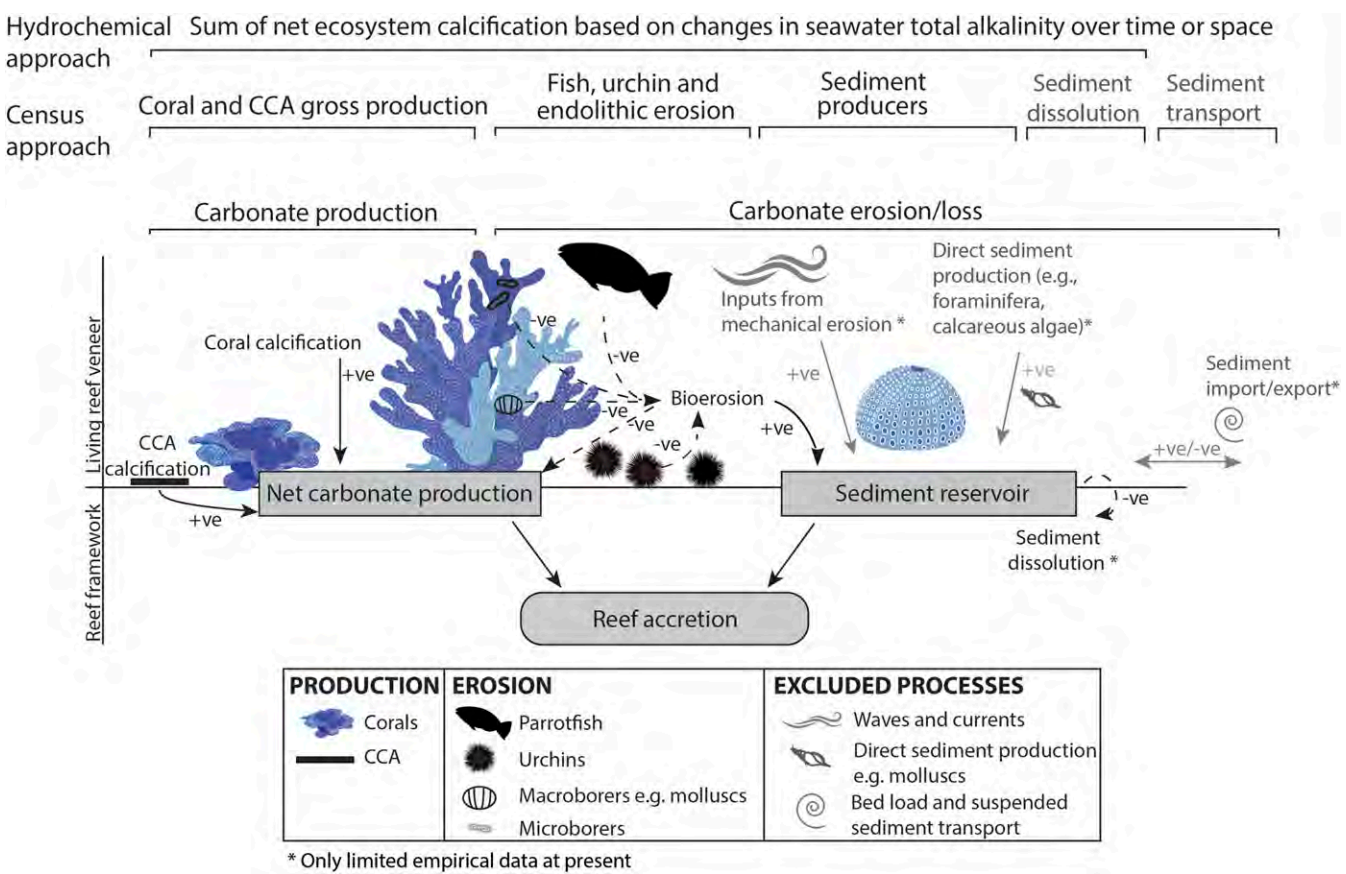 Hydrochemical
approach
Sum of net ecosystem calcification based on changes in seawater total alkalinity over time or space
Census
approach
Coral and CCA gross production
Fish, urchin and
endolithic erosion
Sediment
producers
Sediment
dissolution
Sediment
transport
Carbonate production
Carbonate erosion/loss
Living reef veneer
Reef framework
Coral calcification
+ve
CCA
calcification
+ve
Net carbonate production
-ve
-ve
-ve
-ve
-ve
Bioerosion
+ve
Inputs from
mechanical erosion *
+ve
Direct sediment
production (e.g.,
foraminifera,
calcareous algae)*
+ve
Sediment
import/export*
+ve/-ve
Sediment reservoir
-ve
Sediment
dissolution *
Reef accretion
PRODUCTION
Corals
CCA
EROSION
Parrotfish
Urchins
Macroborers e.g. molluscs
Microborers
EXCLUDED PROCESSES
Waves and currents
Direct sediment production
e.g. molluscs
Bed load and suspended
sediment transport
* Only limited empirical data at present